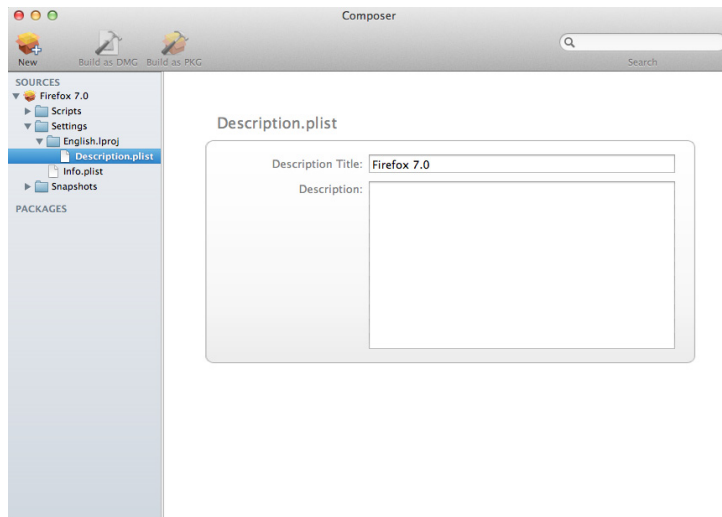 Composer
New
Build as DMG
Build as PKG
Search
SOURCES
Firefox 7.0
Scripts
Settings
English.lproj
Description.plist
Info.plist
Snapshots
PACKAGES
Description.plist
Description Title: Firefox 7.0
Description: